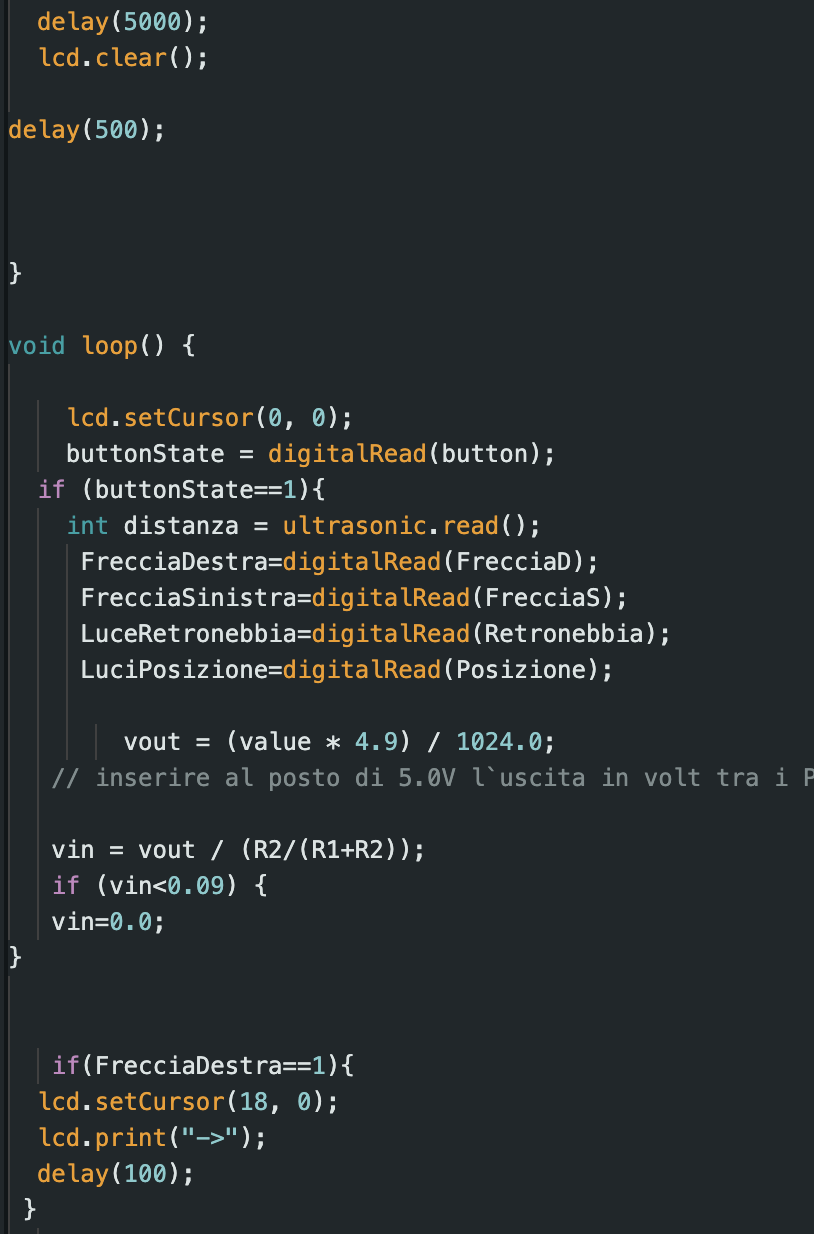 delay(5000);
lcd.clear();
delay(500);
}
void loop() {
lcd.setCursor(0, 0);
buttonState = digitalRead(button);
if (buttonState==1){
int distanza = ultrasonic.read();
FrecciaDestra=digitalRead(FrecciaD);
FrecciaSinistra=digitalRead(FrecciaS);
LuceRetronebbia=digitalRead(Retronebbia);
LuciPosizione=digitalRead(Posizione);
vout = (value * 4.9) / 1024.0;
// inserire al posto di 5.0V l`uscita in volt tra i P
vin = vout / (R2/(R1+R2));
if (vin<0.09) {
vin=0.0;
}
if(FrecciaDestra==1){
lcd.setCursor(18, 0);
lcd.print("->");
delay(100);
}